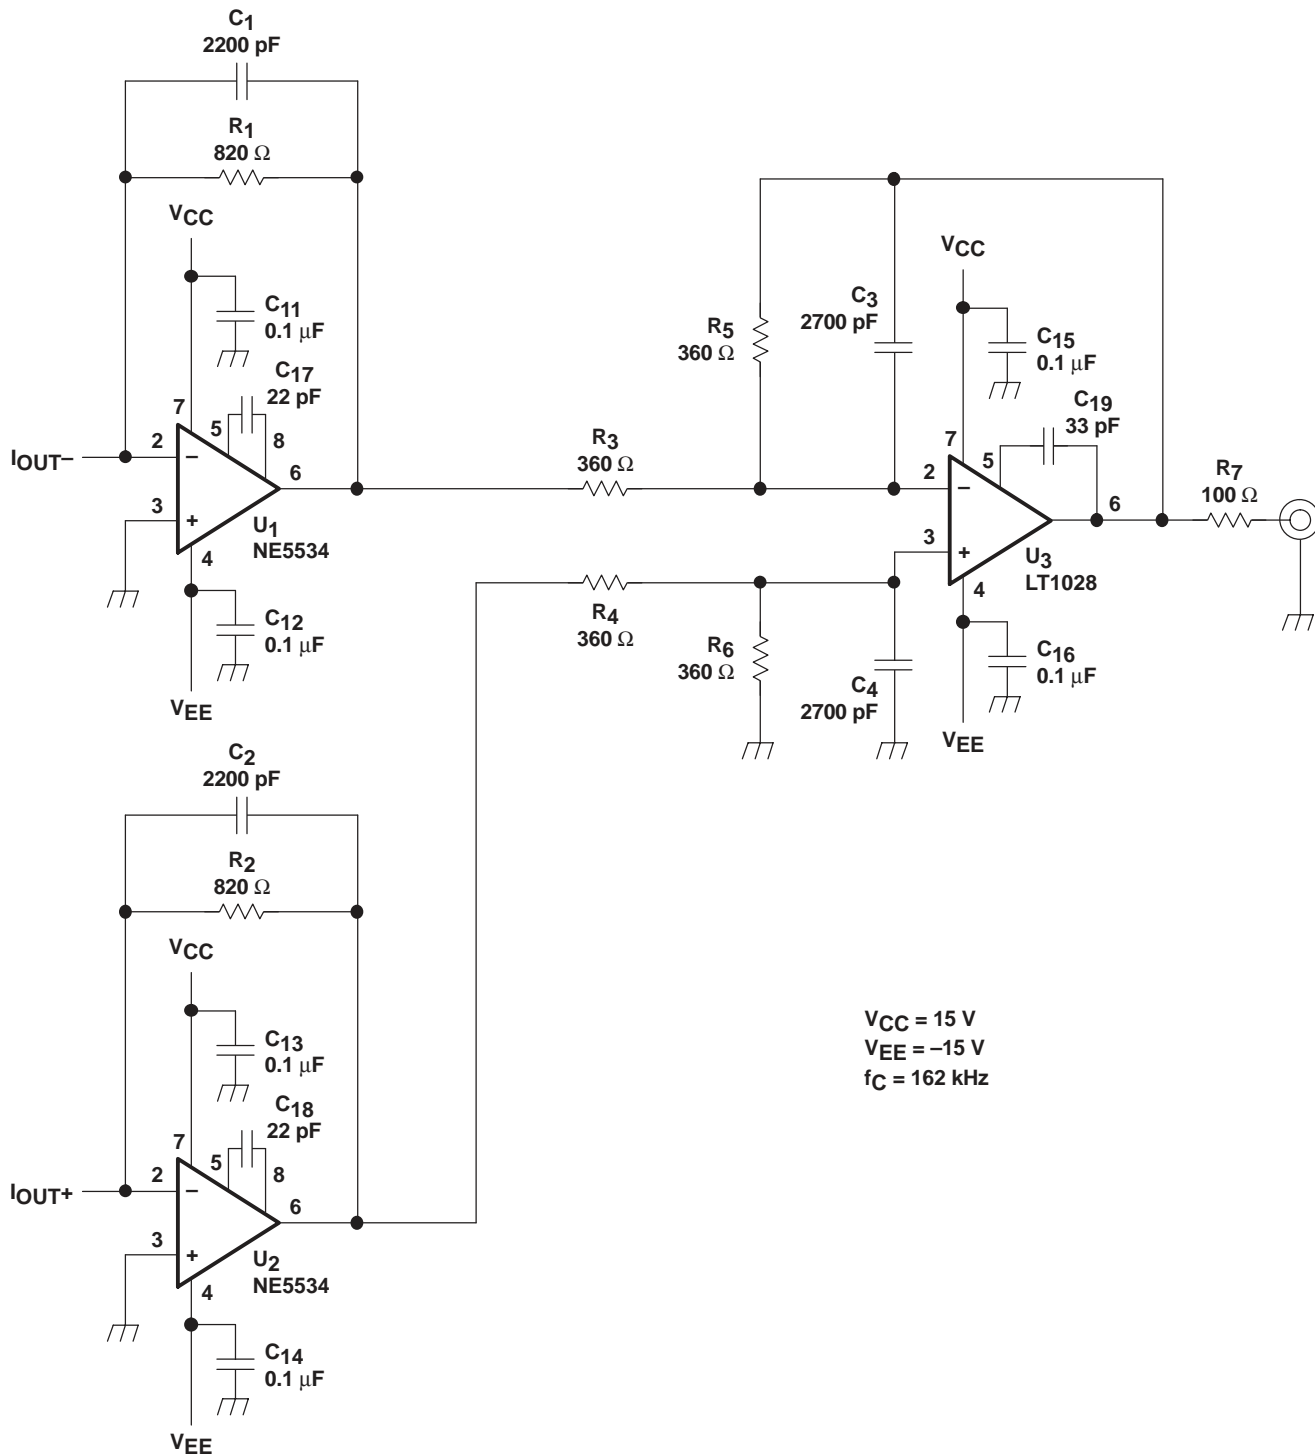 C1
2200 pF
R1
820 Ω
VCC
C11
0.1 μF
C17
22 pF
7
5
8
2
–
IOUT–
6
3
+
U1
NE5534
4
C12
0.1 μF
VEE
R3
360 Ω
R5
360 Ω
C3
2700 pF
VCC
C15
0.1 μF
C19
33 pF
7
5
2
–
6
R7
100 Ω
3
+
U3
LT1028
4
R4
360 Ω
R6
360 Ω
C4
2700 pF
C16
0.1 μF
VEE
C2
2200 pF
R2
820 Ω
VCC
C13
0.1 μF
C18
22 pF
7
5
8
2
–
IOUT+
6
3
+
U2
NE5534
4
C14
0.1 μF
VEE
VCC = 15 V
VEE = –15 V
fC = 162 kHz